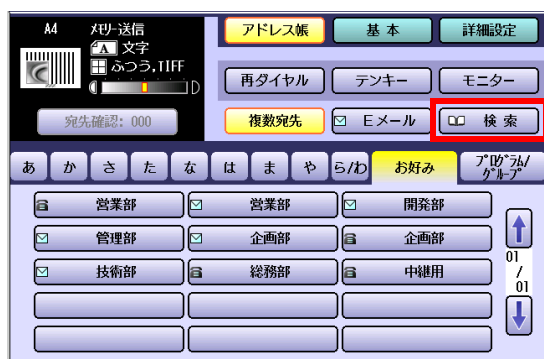 A4 ﾒﾓﾘｰ送信
A 文字
ふつう,TIFF
D
宛先確認: 000
アドレス帳 基 本 詳細設定
再ダイヤル テンキー モニター
複数宛先 Eメール 検 索
あ か さ た な は ま や ら/わ お好み ﾌﾟﾛｸﾞﾗﾑ/
ｸﾞﾙｰﾌﾟ
営業部 営業部 開発部
管理部 企画部 企画部
技術部 総務部 中継用
01
/
01